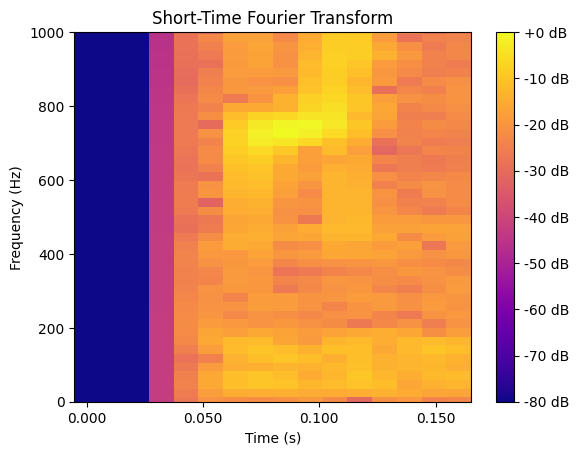 Short-Time Fourier Transform
1000
800
600
400
200
0
Frequency (Hz)
0.000
0.050
0.100
0.150
Time (s)
+0 dB
-10 dB
-20 dB
-30 dB
-40 dB
-50 dB
-60 dB
-70 dB
-80 dB